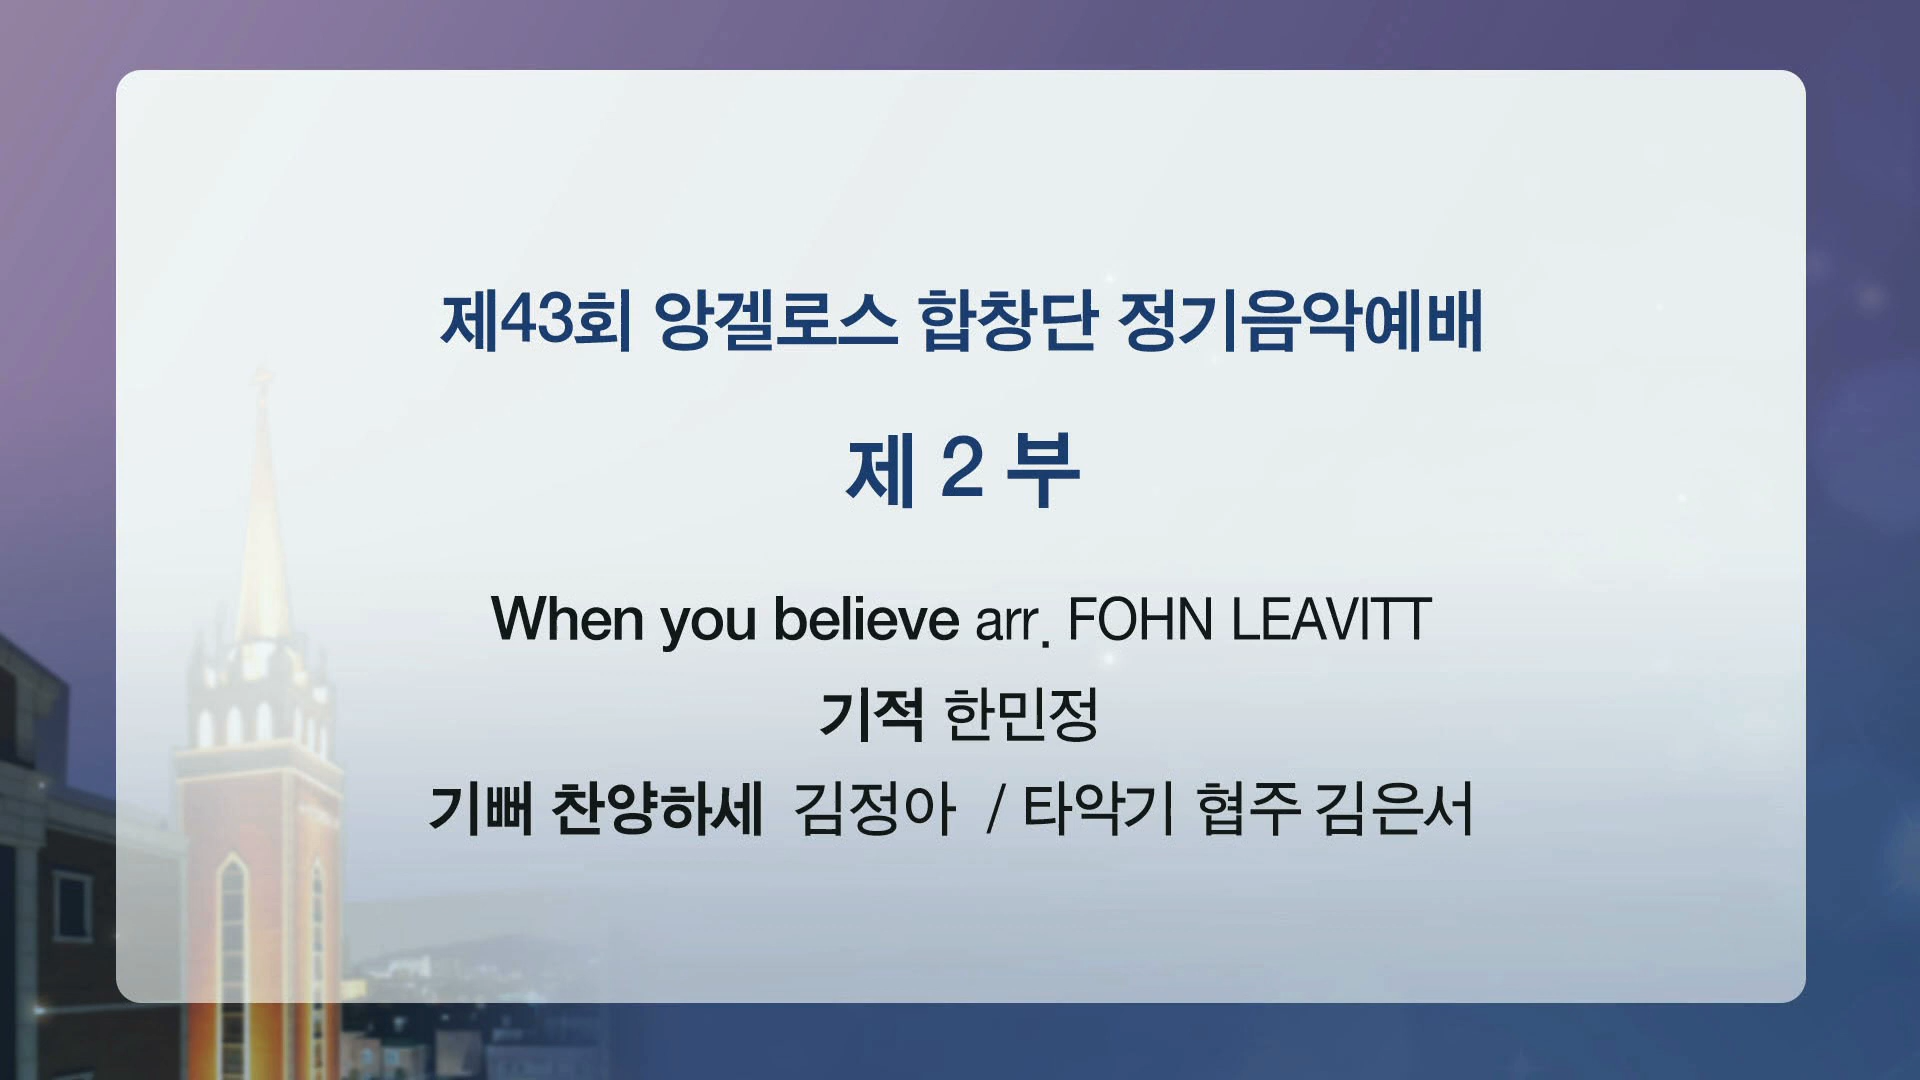 제43회 앙겔로스 합창단 정기음악예배
제 2 부
When you believe arr. FOHN LEAVITT
기적 한민정
기뻐 찬양하세 김정아 / 타악기 협주 김은서